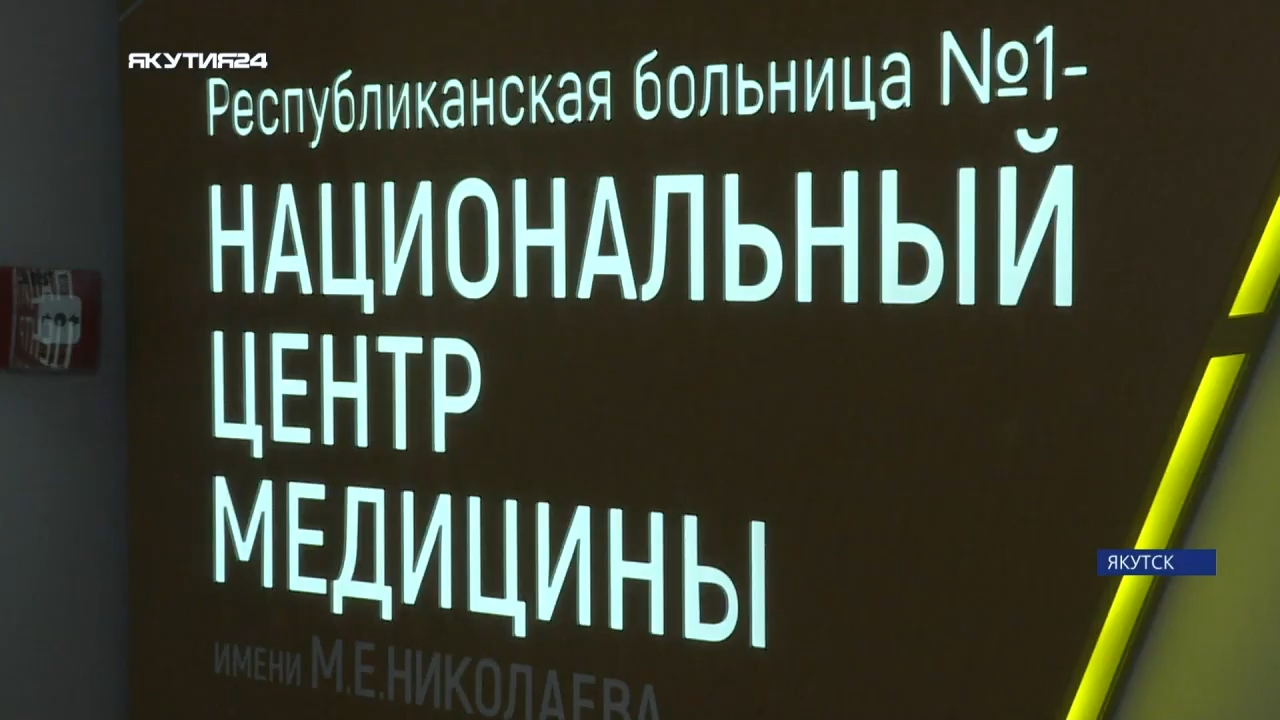 ЯКУТИЯ24
Республиканская больница №1-
НАЦИОНАЛЬНЫЙ
ЦЕНТР
МЕДИЦИНЫ
ИМЕНИ М.Е.НИКОЛАЕВА
ЯКУТСК